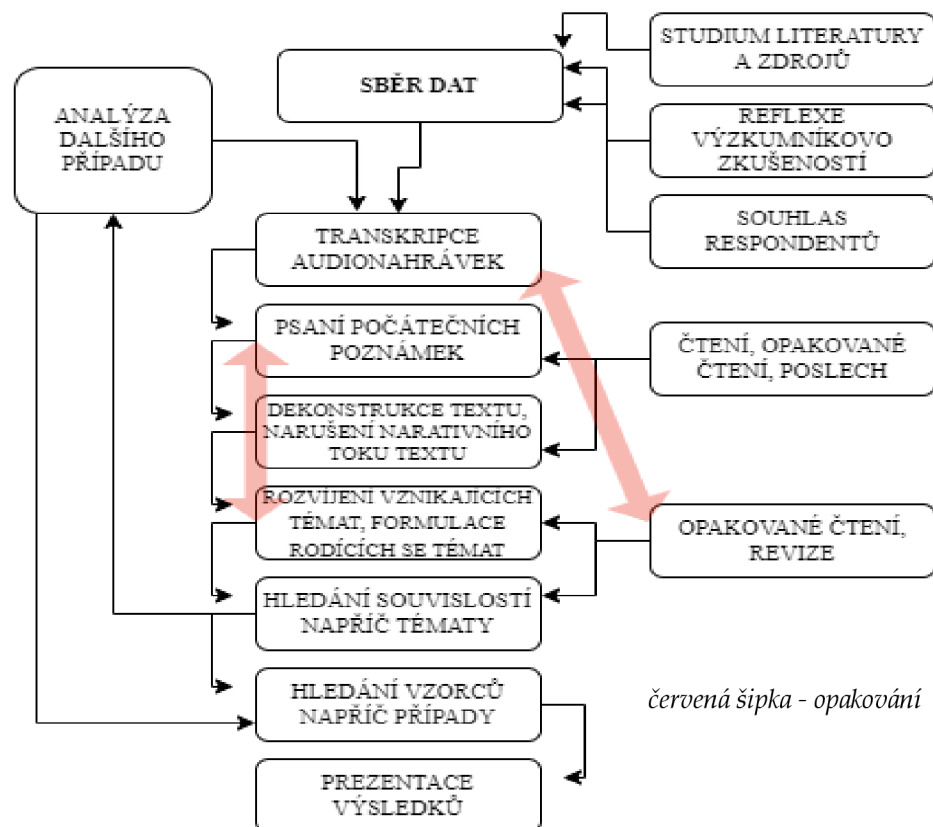 STUDIUM LITERATURY
A ZDROJŮ
SBĚR DAT
ANALÝZA
DALŠÍHO
PŘÍPADU
REFLEXE
VÝZKUMNÍKOVO
ZKUŠENOSTÍ
SOUHLAS
RESPONDENTŮ
TRANSKRIPCE
AUDIONAHRÁVEK
PSANÍ POČÁTEČNÍCH
POZNÁMEK
ČTENÍ, OPAKOVANÉ
ČTENÍ, POSLECH
DEKONSTRUKCE TEXTU,
NARUŠENÍ NARATIVNÍHO
TOKU TEXTU
ROZVÍJENÍ VZNIKAJÍCÍCH
TÉMAT, FORMULACE
RODÍCÍCH SE TÉMAT
OPAKOVANÉ ČTENÍ,
REVIZE
HLEDÁNÍ SOUVISLOSTÍ
NAPŘÍČ TÉMATY
HLEDÁNÍ VZORCŮ
NAPŘÍČ PŘÍPADY
červená šipka - opakování
PREZENTACE
VÝSLEDKŮ